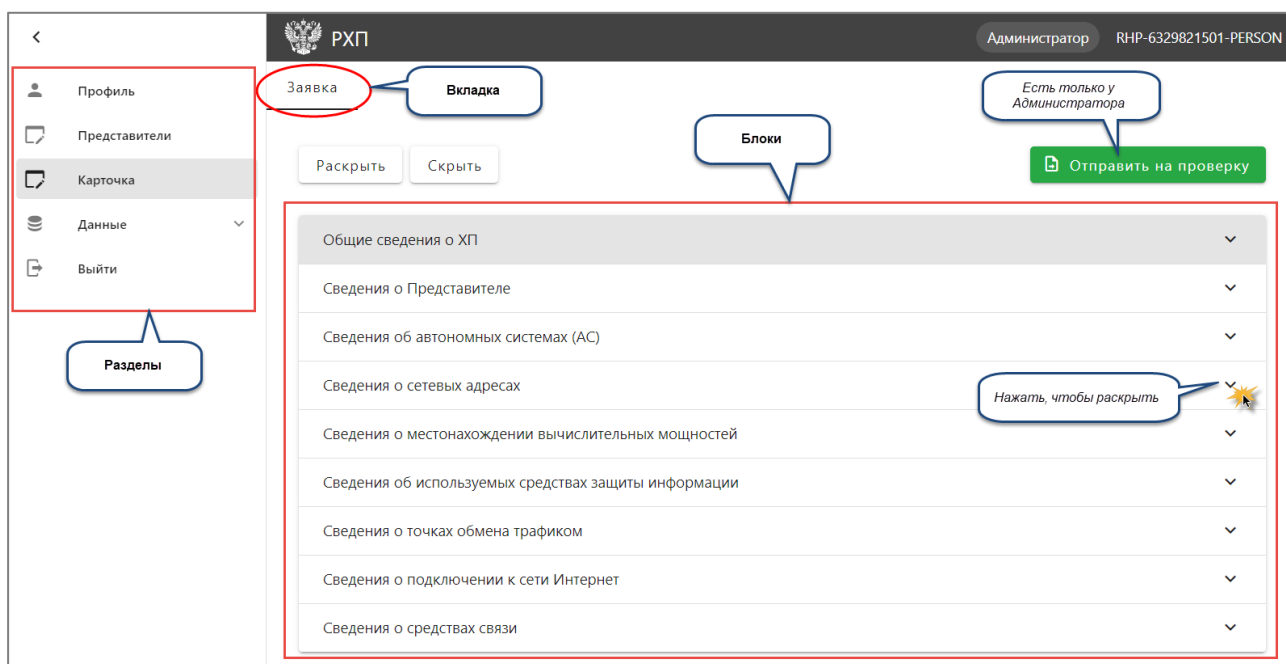 РХП
Администратор
RHP-6329821501-PERSON
Профиль
Представители
Карточка
Данные
Выйти
Разделы
Заявка
Вкладка
Блоки
Есть только у
Администратора
Раскрыть
Скрыть
Отправить на проверку
Общие сведения о ХП
Сведения о Представителе
Сведения об автономных системах (АС)
Сведения о сетевых адресах
Нажать, чтобы раскрыть
Сведения о местонахождении вычислительных мощностей
Сведения об используемых средствах защиты информации
Сведения о точках обмена трафиком
Сведения о подключении к сети Интернет
Сведения о средствах связи